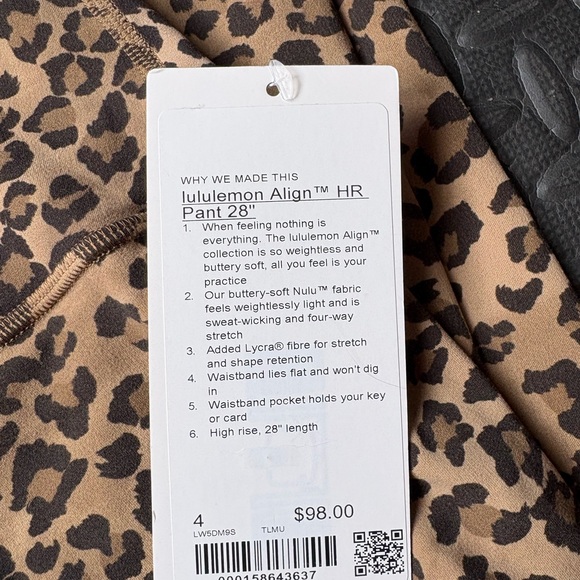 WHY WE MADE THIS
lululemon Align™ HR
Pant 28"
1. When feeling nothing is
everything. The lululemon Align™
collection is so weightless and
buttery soft, all you feel is your
practice
2. Our buttery-soft Nulu™ fabric
feels weightlessly light and is
sweat-wicking and four-way
stretch
3. Added Lycra® fibre for stretch
and shape retention
4. Waistband lies flat and won't dig
in
5. Waistband pocket holds your key
or card
6. High rise, 28" length
4 $98.00
LW5DM9S TLMU
000158643637